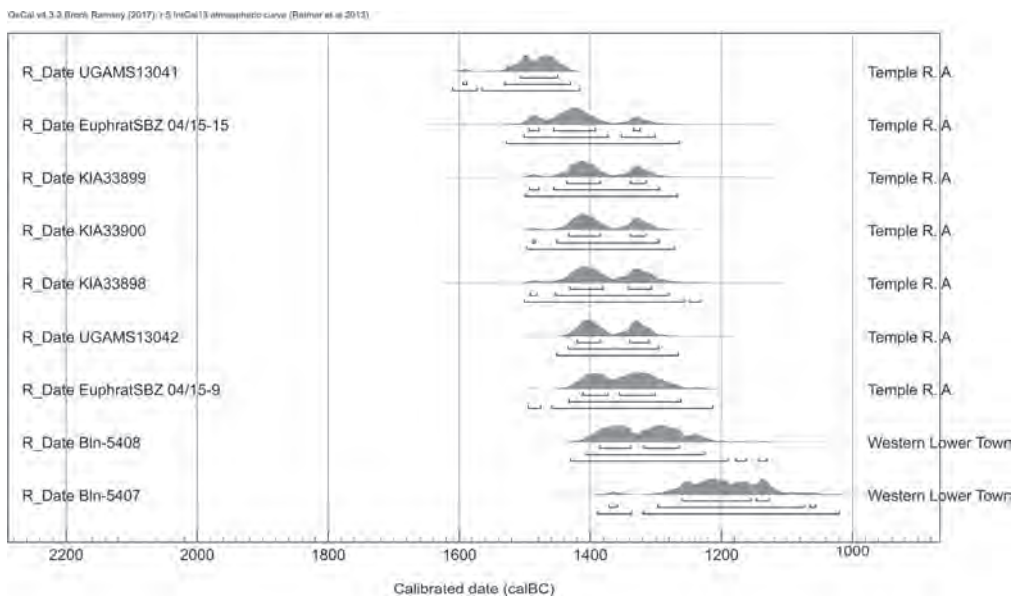 OxCal v4.3.2 Bronk Ramsey (2017); r:5 IntCal13 atmospheric curve (Reimer et al 2013)
R_Date UGAMS13041 Temple R. A.
R_Date EuphratSBZ 04/15-15 Temple R. A.
R_Date KIA33899 Temple R. A.
R_Date KIA33900 Temple R. A.
R_Date KIA33898 Temple R. A.
R_Date UGAMS13042 Temple R. A.
R_Date EuphratSBZ 04/15-9 Temple R. A.
R_Date Bln-5408 Western Lower Town
R_Date Bln-5407 Western Lower Town
2200 2000 1800 1600 1400 1200 1000
Calibrated date (calBC)